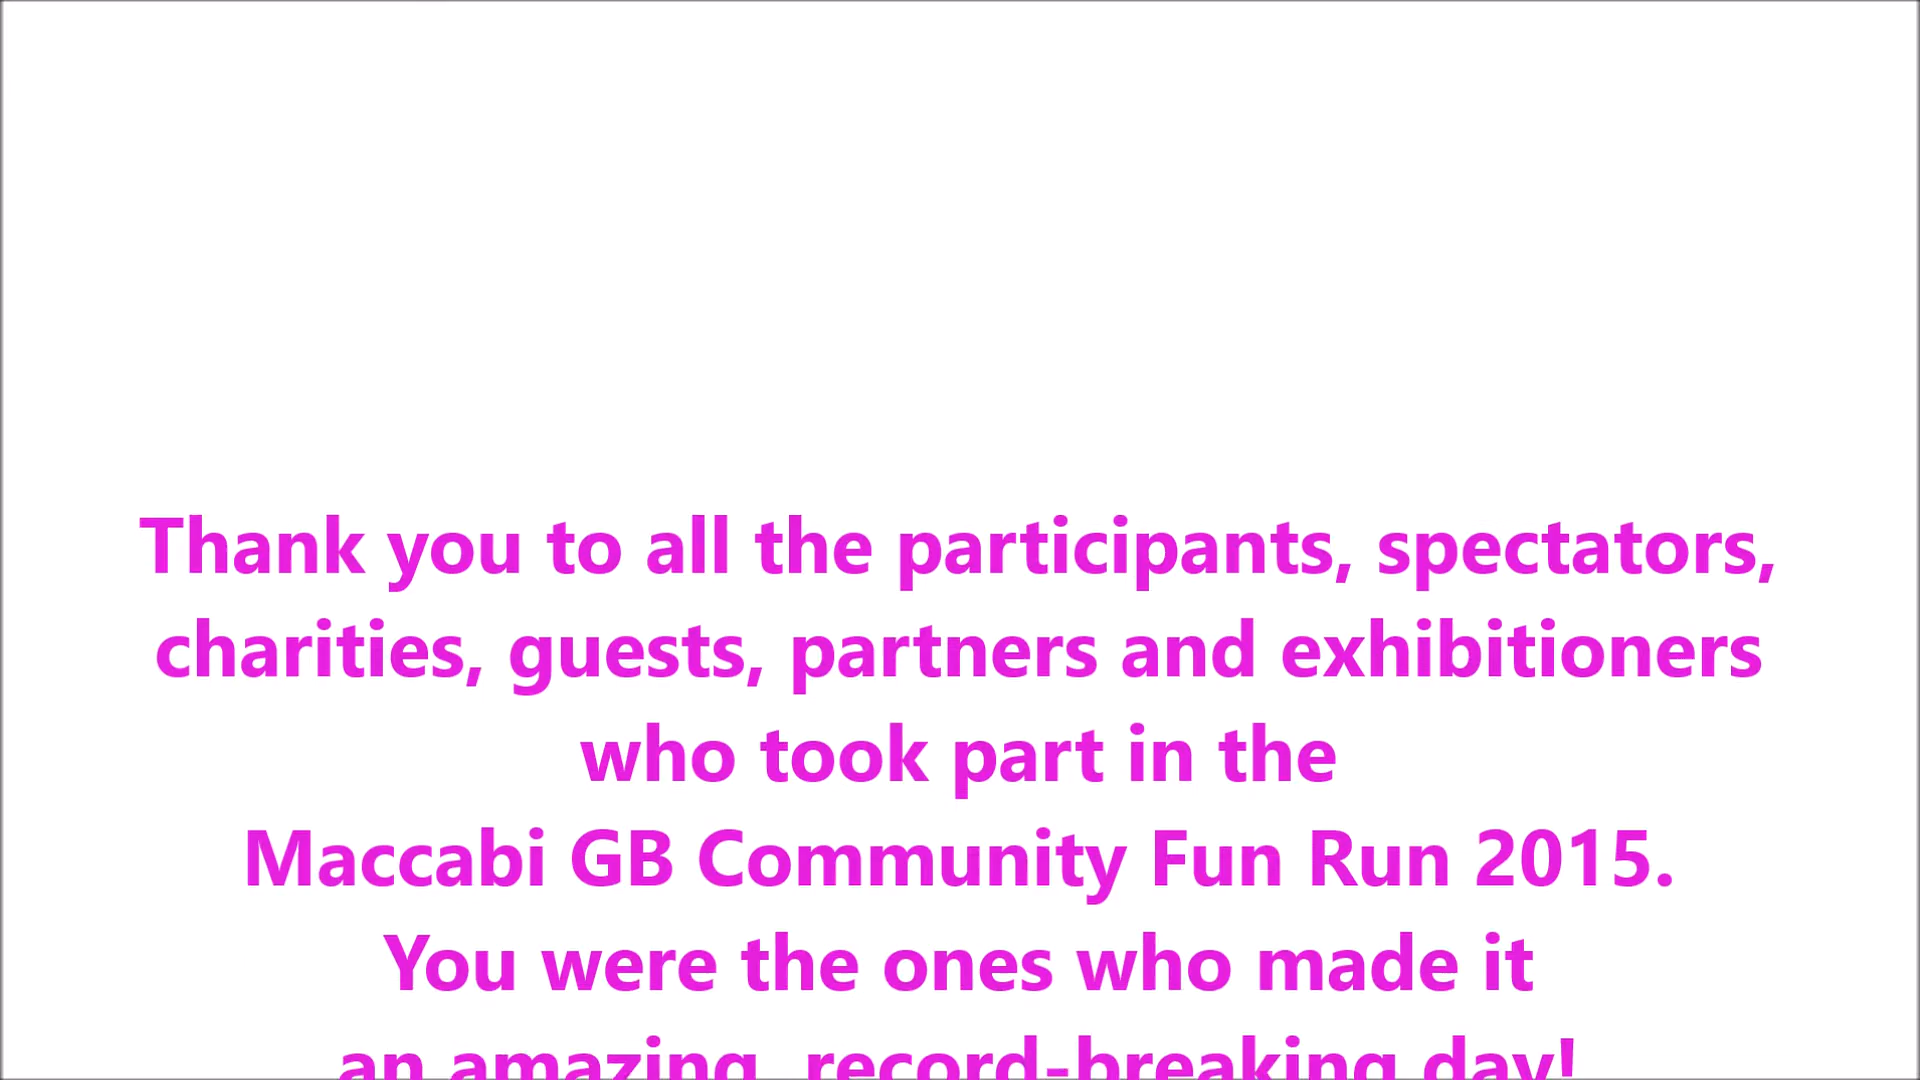 Thank you to all the participants, spectators,
charities, guests, partners and exhibitioners
who took part in the
Maccabi GB Community Fun Run 2015.
You were the ones who made it
an amazing, record-breaking day!